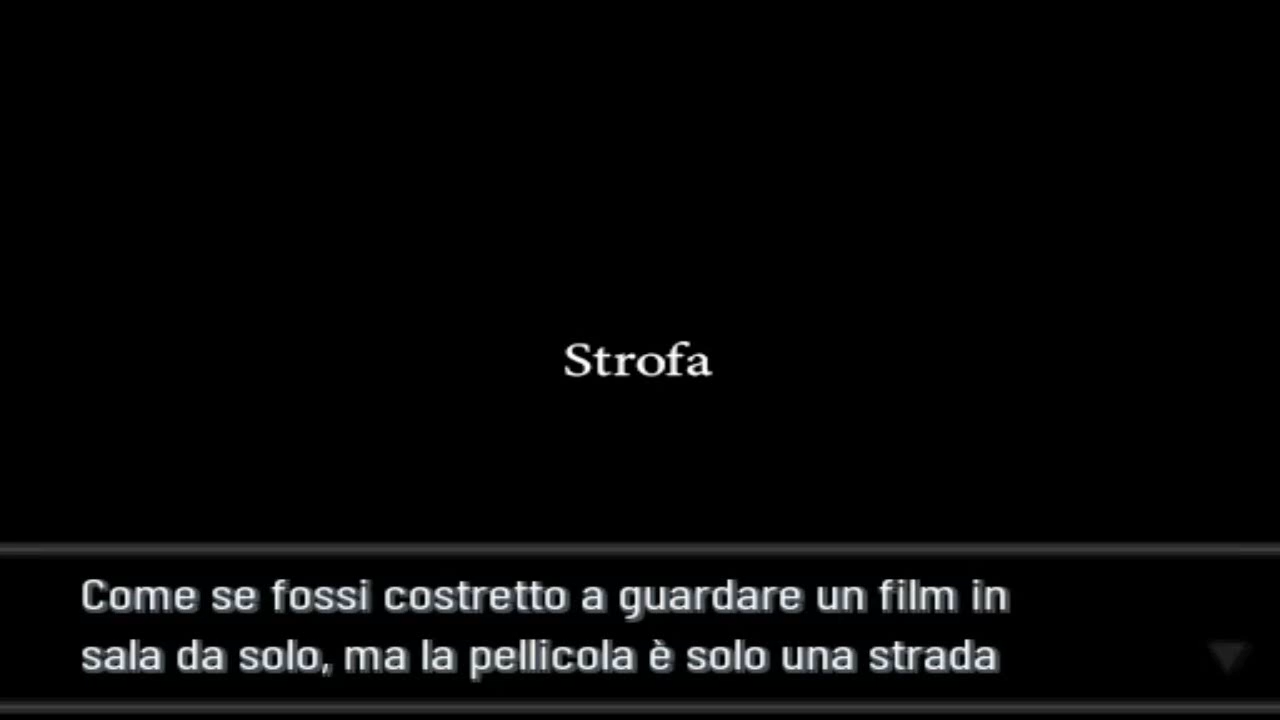 Strofa
Come se fossi costretto a guardare un film in
sala da solo, ma la pellicola è solo una strada